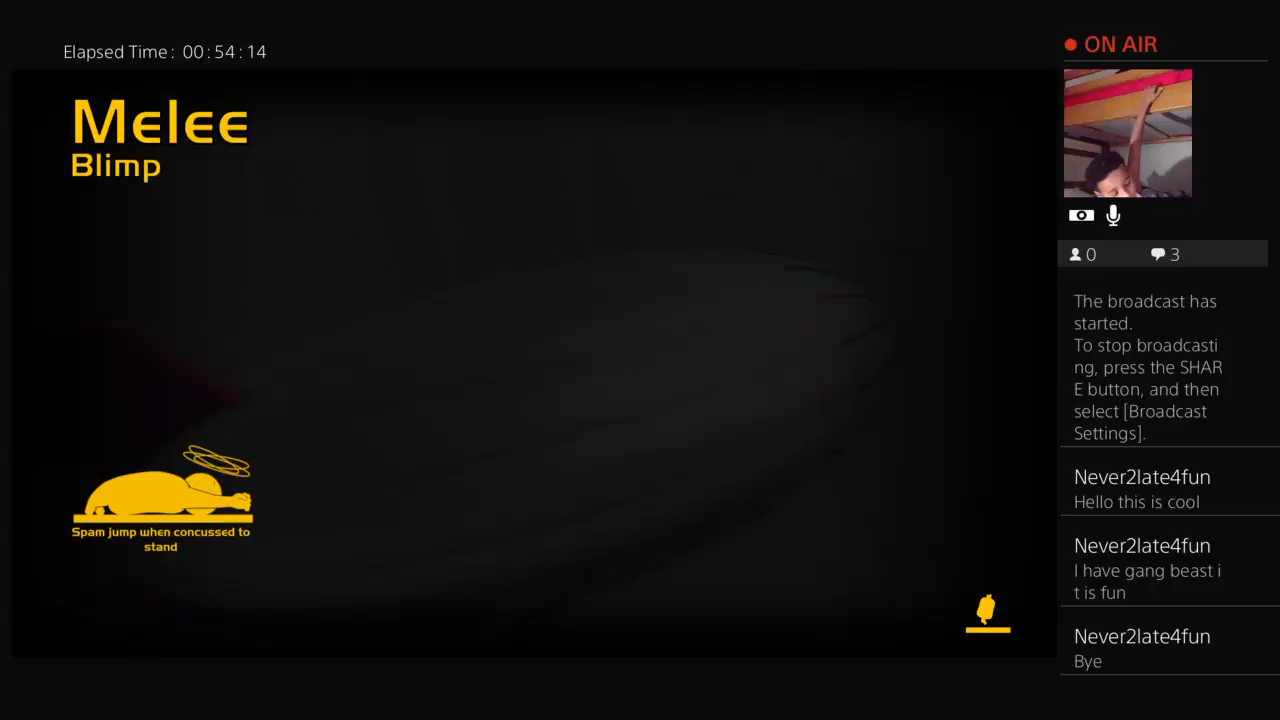 Elapsed Time: 00:54:14
ON AIR
Melee
Blimp
0
3
The broadcast has
started.
To stop broadcasti
ng, press the SHAR
E button, and then
select [Broadcast
Settings].
Never2late4fun
Hello this is cool
Never2late4fun
I have gang beast i
t is fun
Never2late4fun
Bye
Spam jump when concussed to
stand